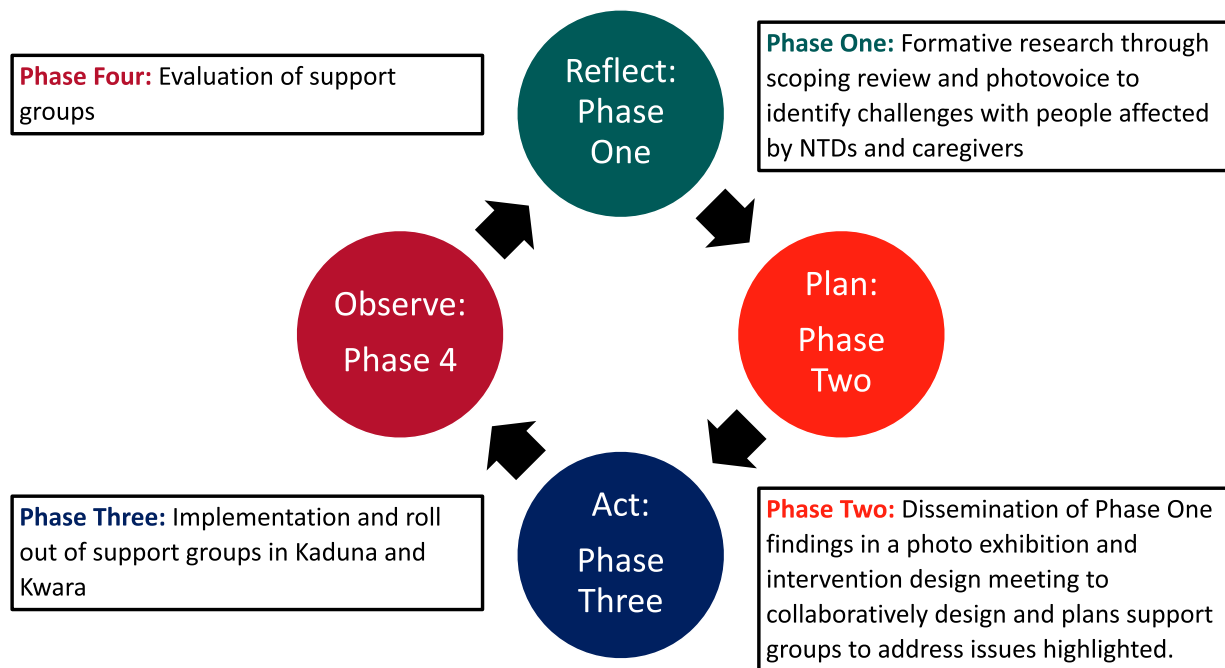 Phase Four: Evaluation of support
groups
Reflect:
Phase
One
Phase One: Formative research through
scoping review and photovoice to
identify challenges with people affected
by NTDs and caregivers
Observe:
Phase 4
Plan:
Phase
Two
Phase Three: Implementation and roll
out of support groups in Kaduna and
Kwara
Act:
Phase
Three
Phase Two: Dissemination of Phase One
findings in a photo exhibition and
intervention design meeting to
collaboratively design and plans support
groups to address issues highlighted.